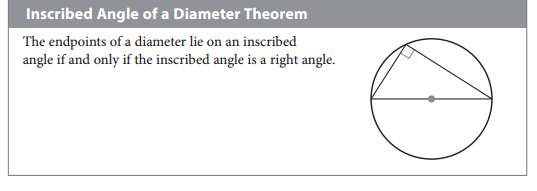 Inscribed Angle of a Diameter Theorem
The endpoints of a diameter lie on an inscribed
angle if and only if the inscribed angle is a right angle.